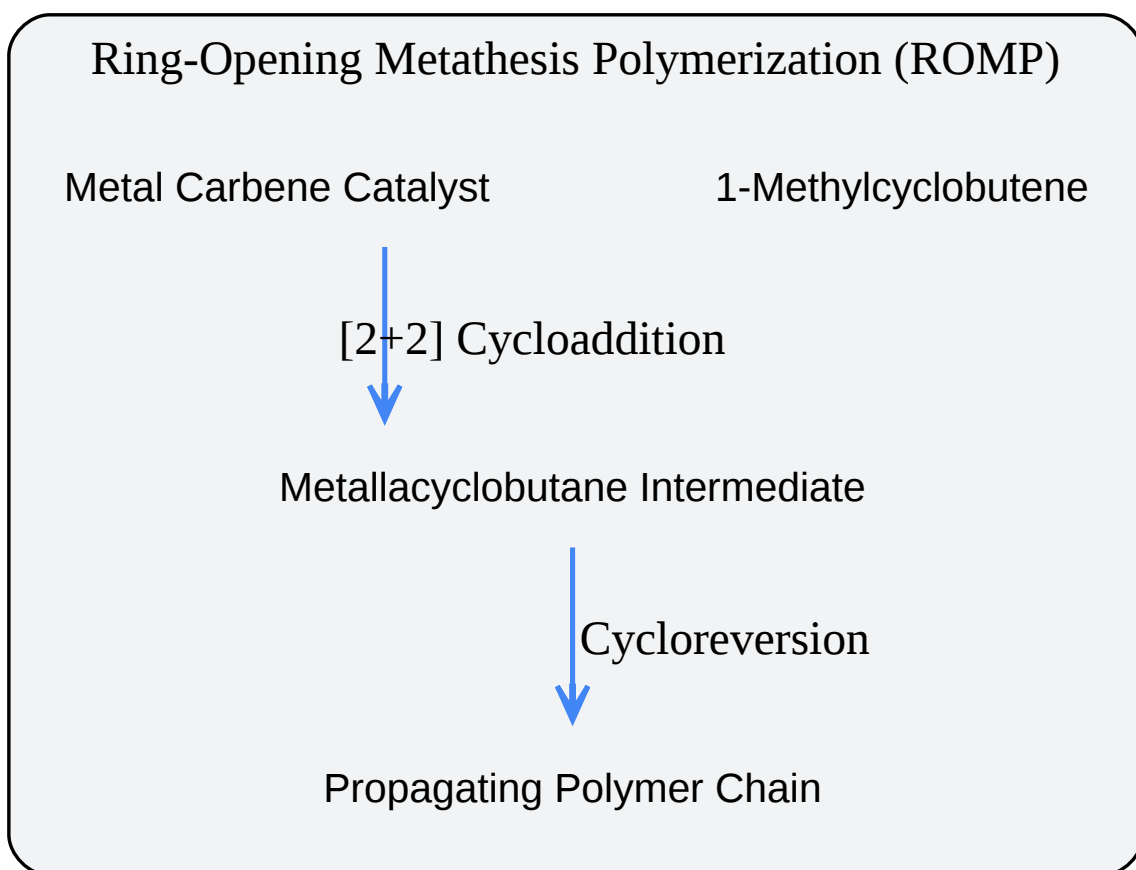 Ring-Opening Metathesis Polymerization (ROMP)
Metal Carbene Catalyst
1-Methylcyclobutene
[2+2] Cycloaddition
Metallacyclobutane Intermediate
Cycloreversion
Propagating Polymer Chain